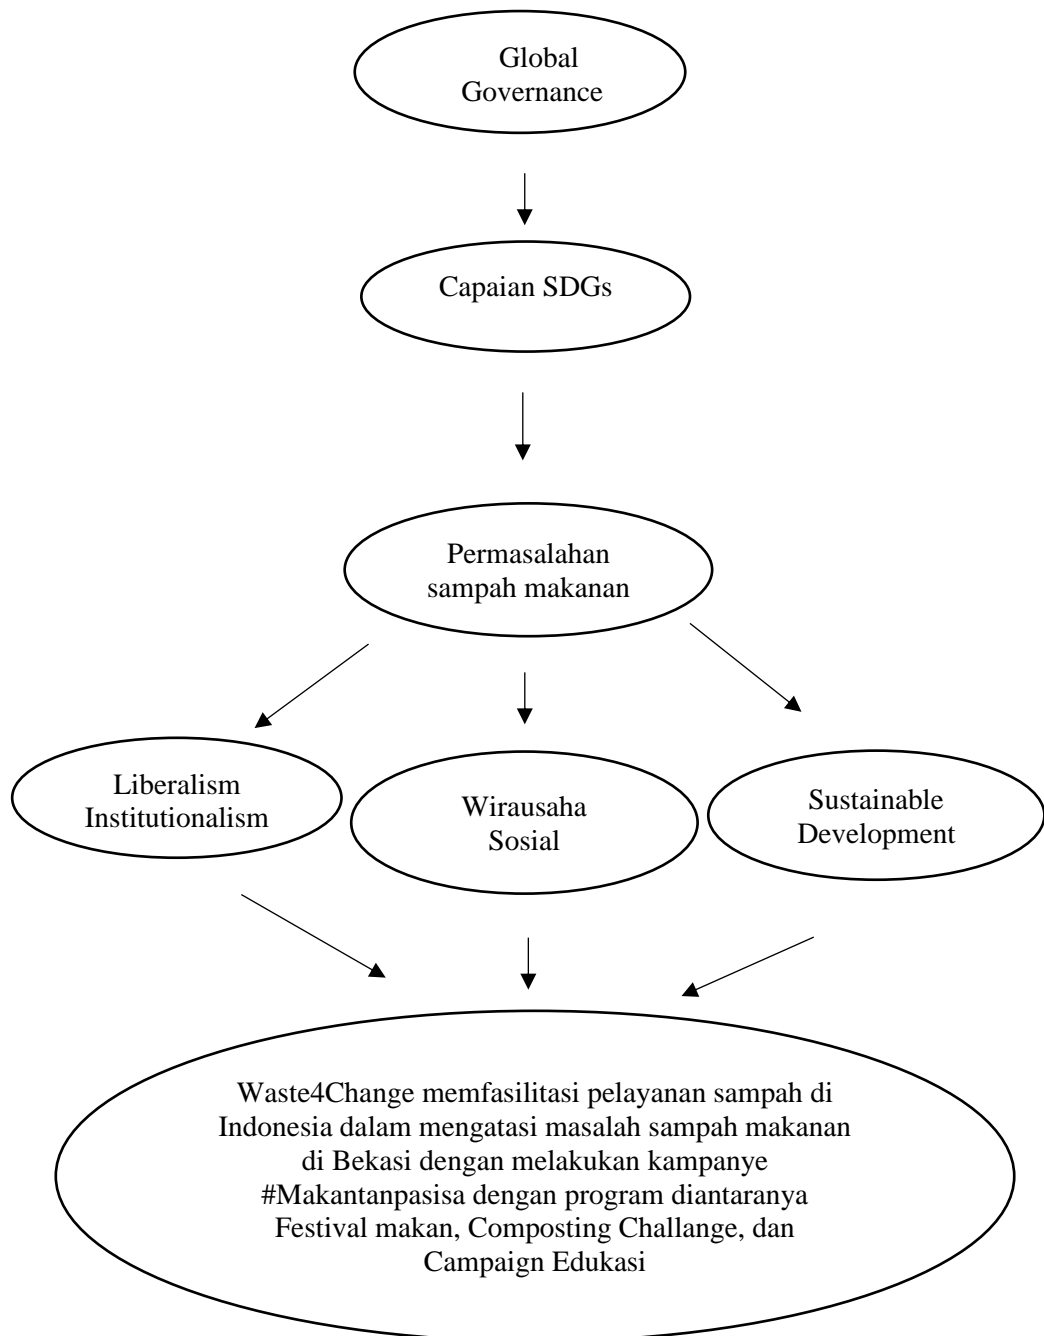 Global
Governance
Capaian SDGs
Permasalahan
sampah makanan
Liberalism
Institutionalism
Wirausaha
Sosial
Sustainable
Development
Waste4Change memfasilitasi pelayanan sampah di
Indonesia dalam mengatasi masalah sampah makanan
di Bekasi dengan melakukan kampanye
#Makantanpasisa dengan program diantaranya
Festival makan, Composting Challange, dan
Campaign Edukasi